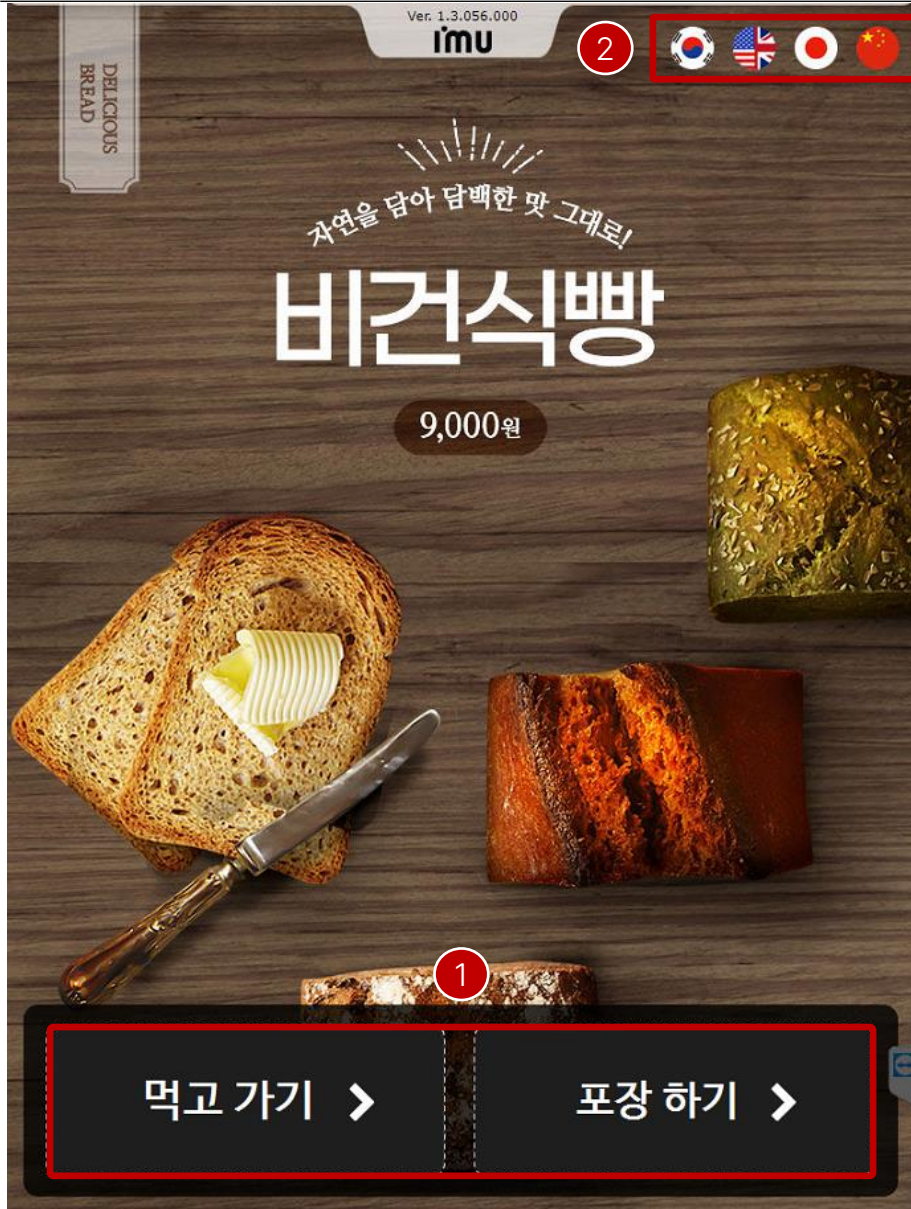 Ver. 1.3.056.000
i'mu
2
DELICIOUS
BREAD
자연을 담아 담백한 맛 그대로!
비건식빵
9,000원
1
먹고 가기
포장 하기